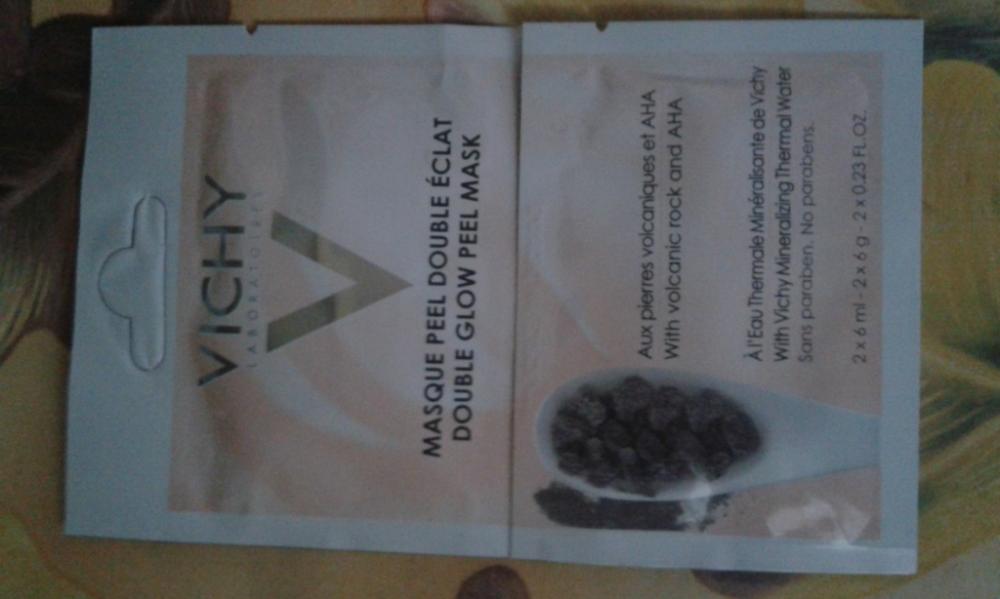 VICHY
LABORATOIRES
MASQUE PEEL DOUBLE ÉCLAT
DOUBLE GLOW PEEL MASK
Aux pierres volcaniques et AHA
With volcanic rock and AHA
À l'Eau Thermale Minéralisante de Vichy
With Vichy Mineralizing Thermal Water
Sans paraben. No parabens.
2 x 6 ml - 2 x 6 g - 2 x 0.23 FL.OZ.